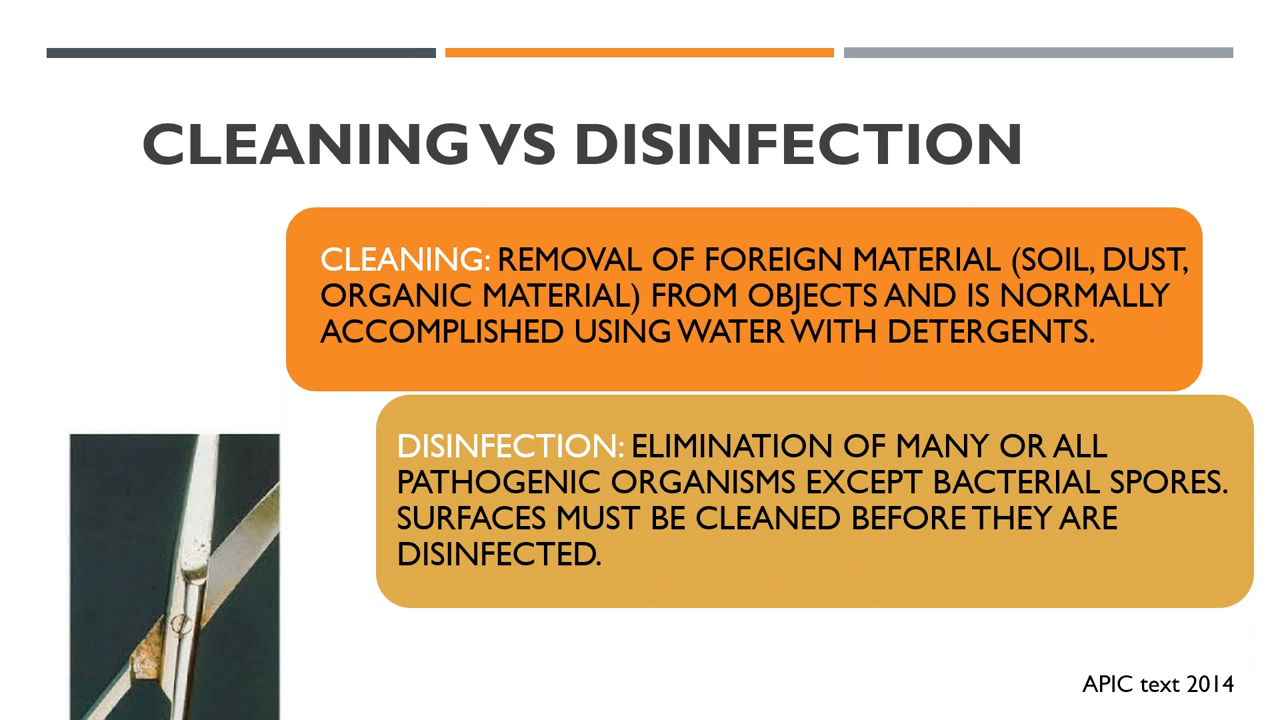 CLEANING VS DISINFECTION
CLEANING: REMOVAL OF FOREIGN MATERIAL (SOIL, DUST,
ORGANIC MATERIAL) FROM OBJECTS AND IS NORMALLY
ACCOMPLISHED USING WATER WITH DETERGENTS.
DISINFECTION: ELIMINATION OF MANY OR ALL
PATHOGENIC ORGANISMS EXCEPT BACTERIAL SPORES.
SURFACES MUST BE CLEANED BEFORE THEY ARE
DISINFECTED.
APIC text 2014